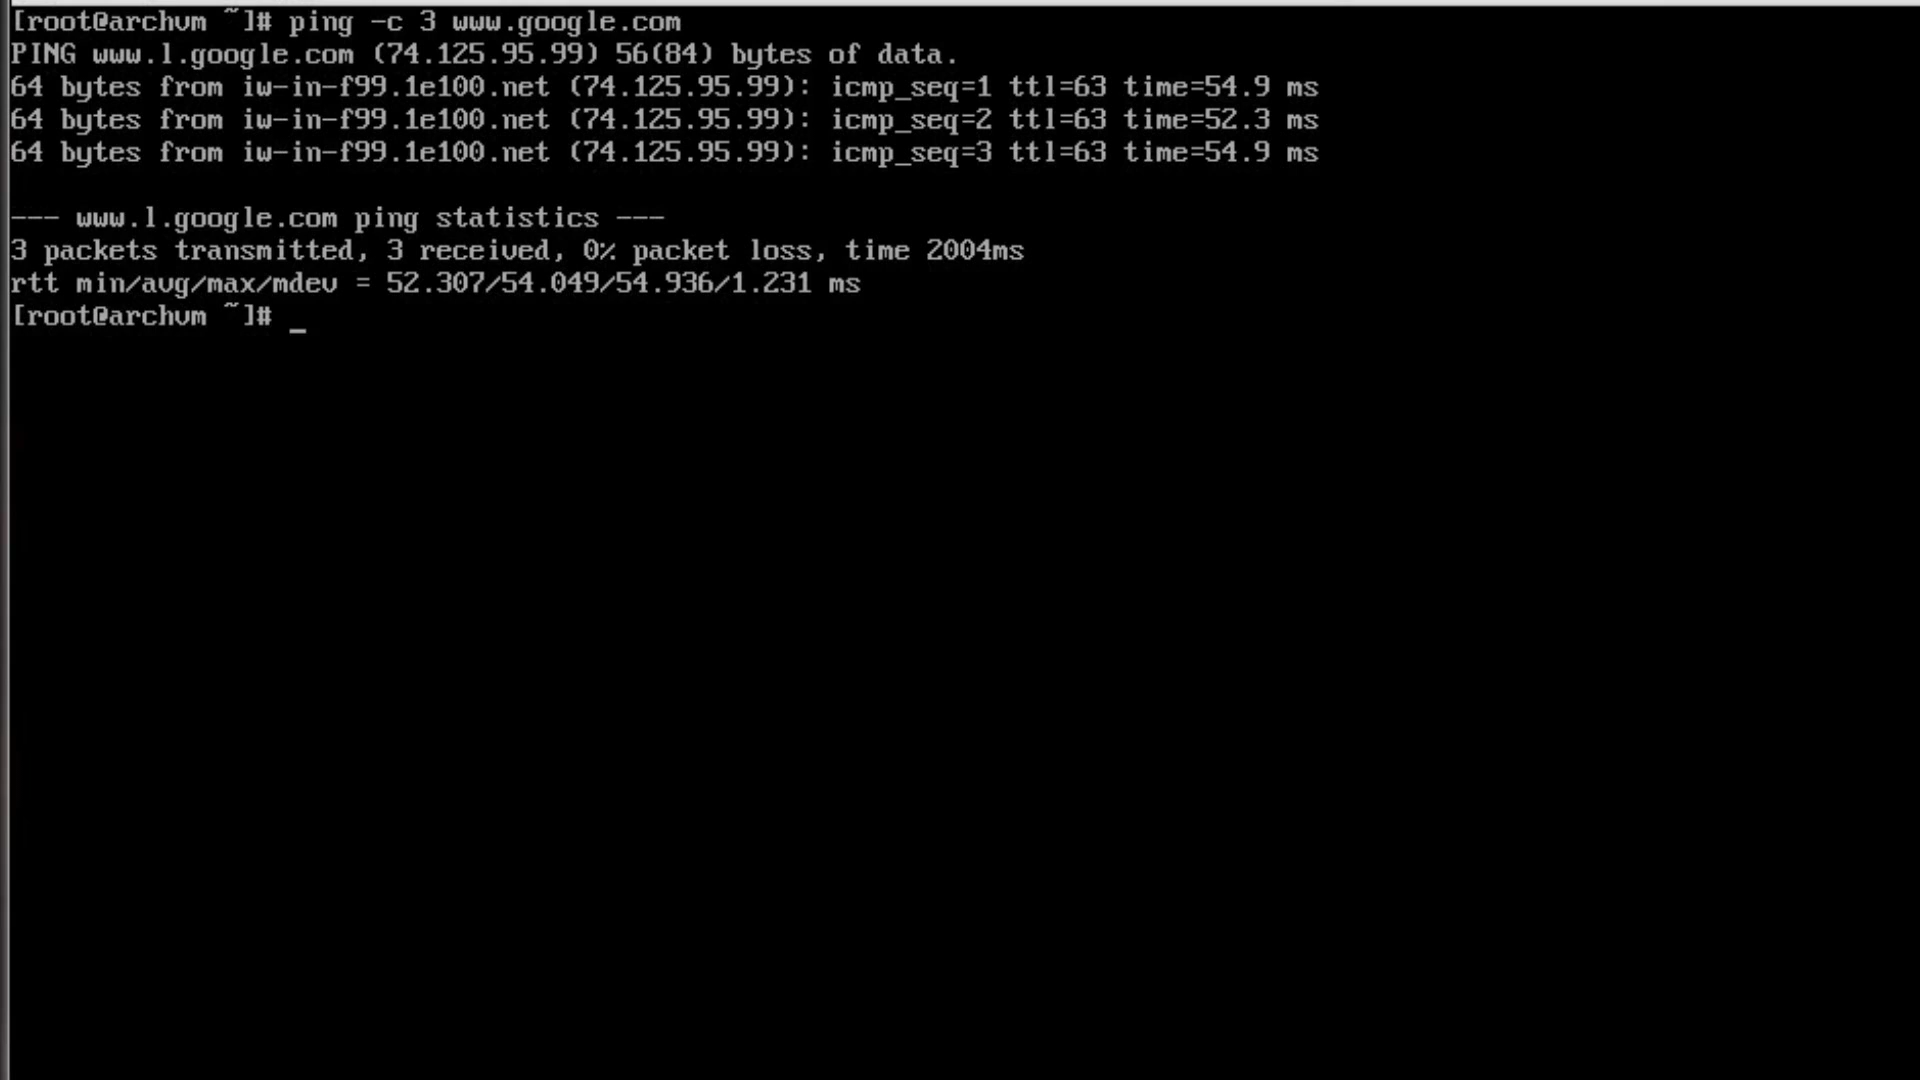 [root@archvm ~]# ping -c 3 www.google.com
PING www.l.google.com (74.125.95.99) 56(84) bytes of data.
64 bytes from iw-in-f99.1e100.net (74.125.95.99): icmp_seq=1 ttl=63 time=54.9 ms
64 bytes from iw-in-f99.1e100.net (74.125.95.99): icmp_seq=2 ttl=63 time=52.3 ms
64 bytes from iw-in-f99.1e100.net (74.125.95.99): icmp_seq=3 ttl=63 time=54.9 ms
--- www.l.google.com ping statistics ---
3 packets transmitted, 3 received, 0% packet loss, time 2004ms
rtt min/avg/max/mdev = 52.307/54.049/54.936/1.231 ms
[root@archvm ~]# _